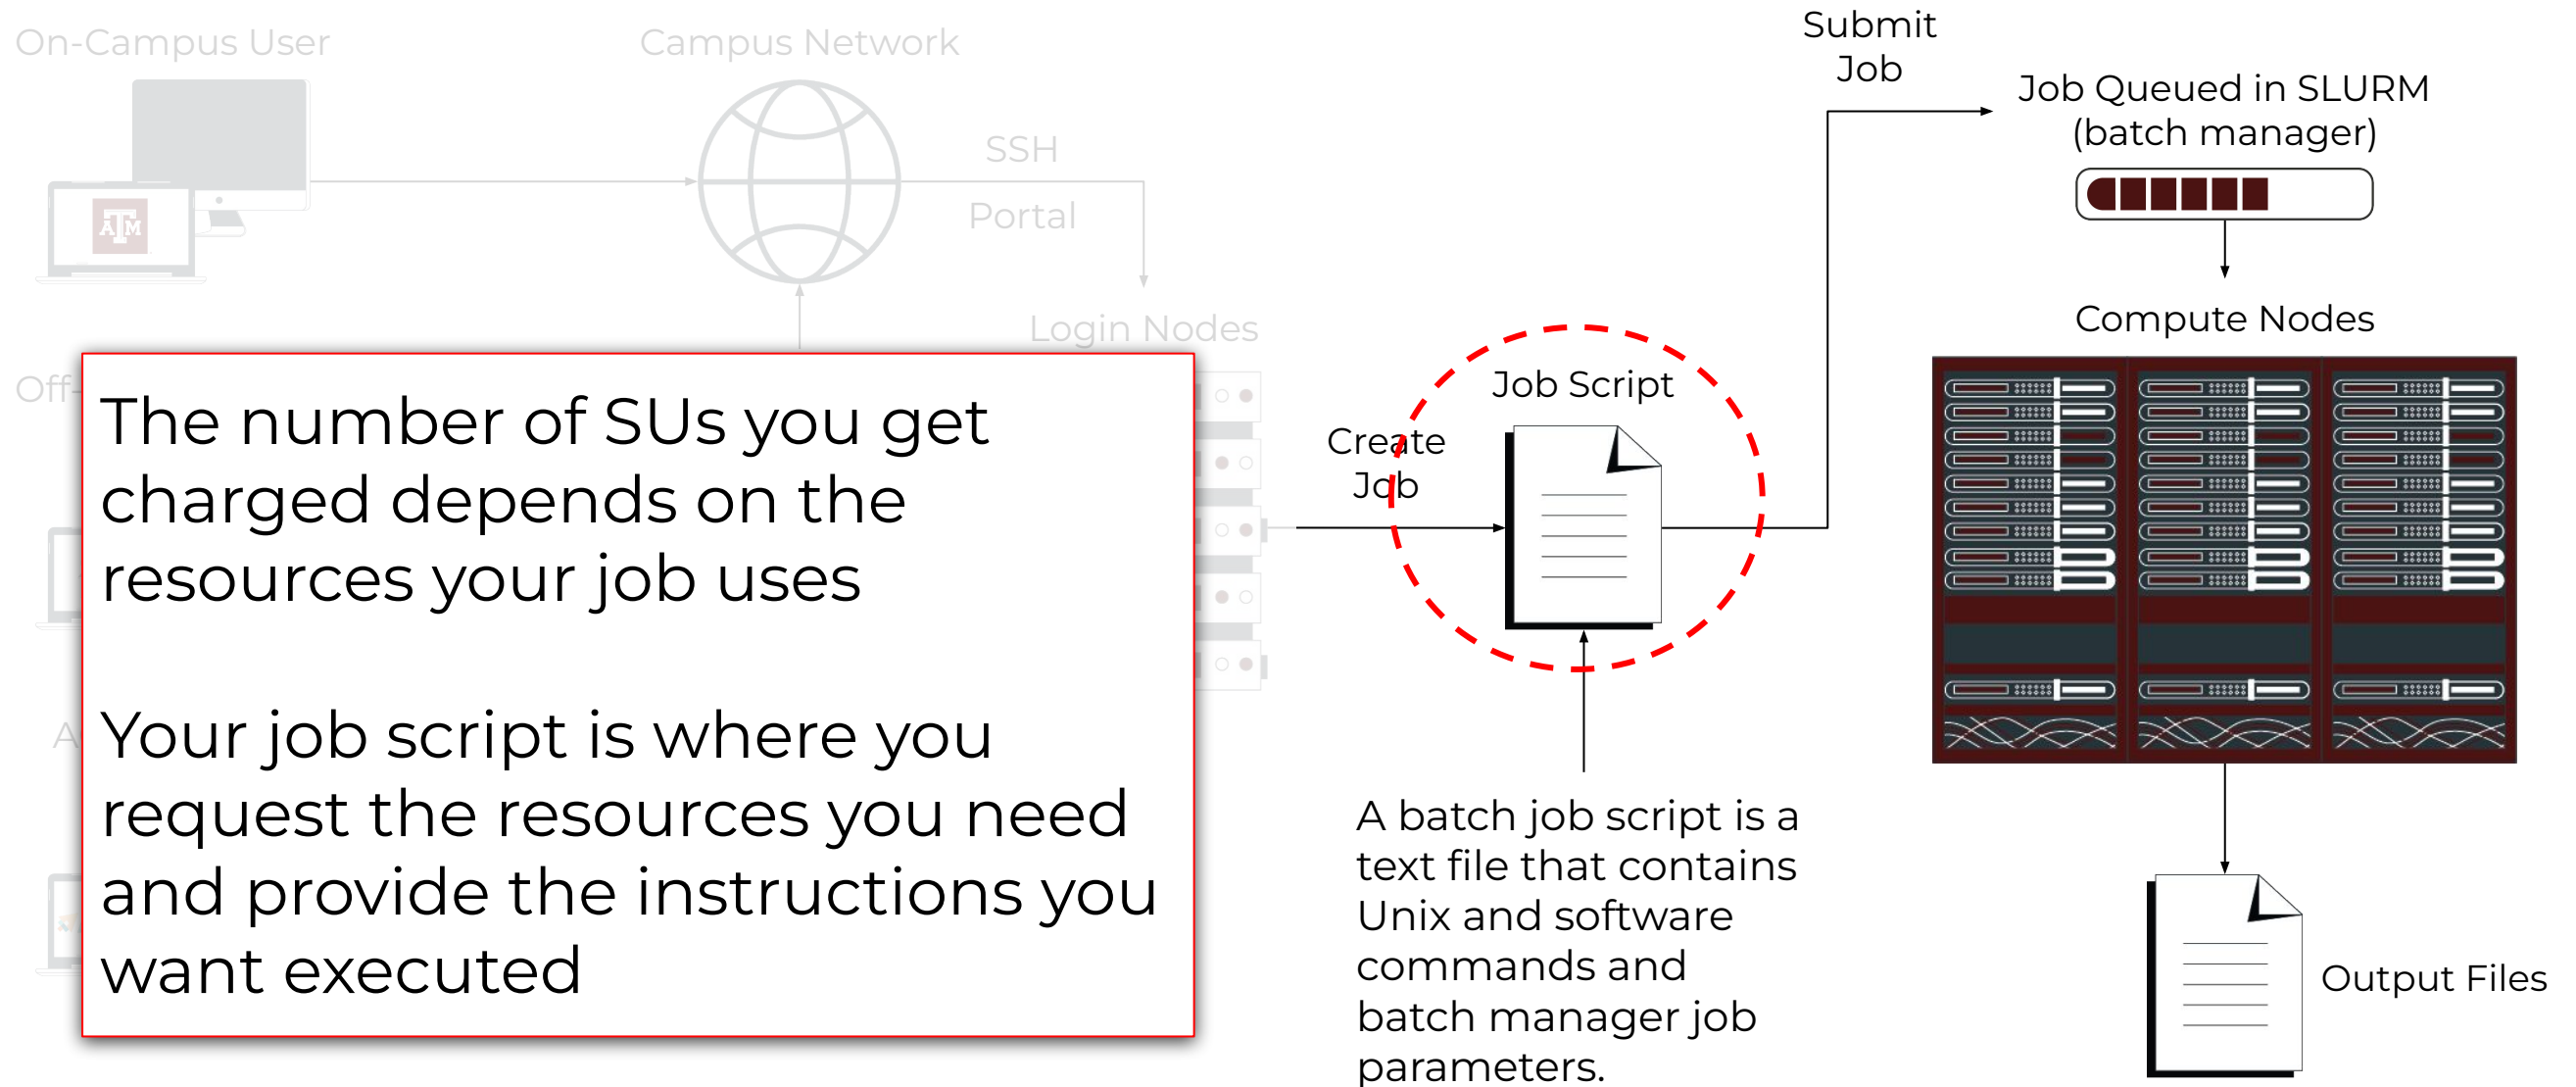 On-Campus User
Campus Network
SSH
Portal
Login Nodes
Off-
A
The number of SUs you get
charged depends on the
resources your job uses
Your job script is where you
request the resources you need
and provide the instructions you
want executed
Create
Job
Job Script
A batch job script is a
text file that contains
Unix and software
commands and
batch manager job
parameters.
Submit
Job
Job Queued in SLURM
(batch manager)
Compute Nodes
Output Files
ATM